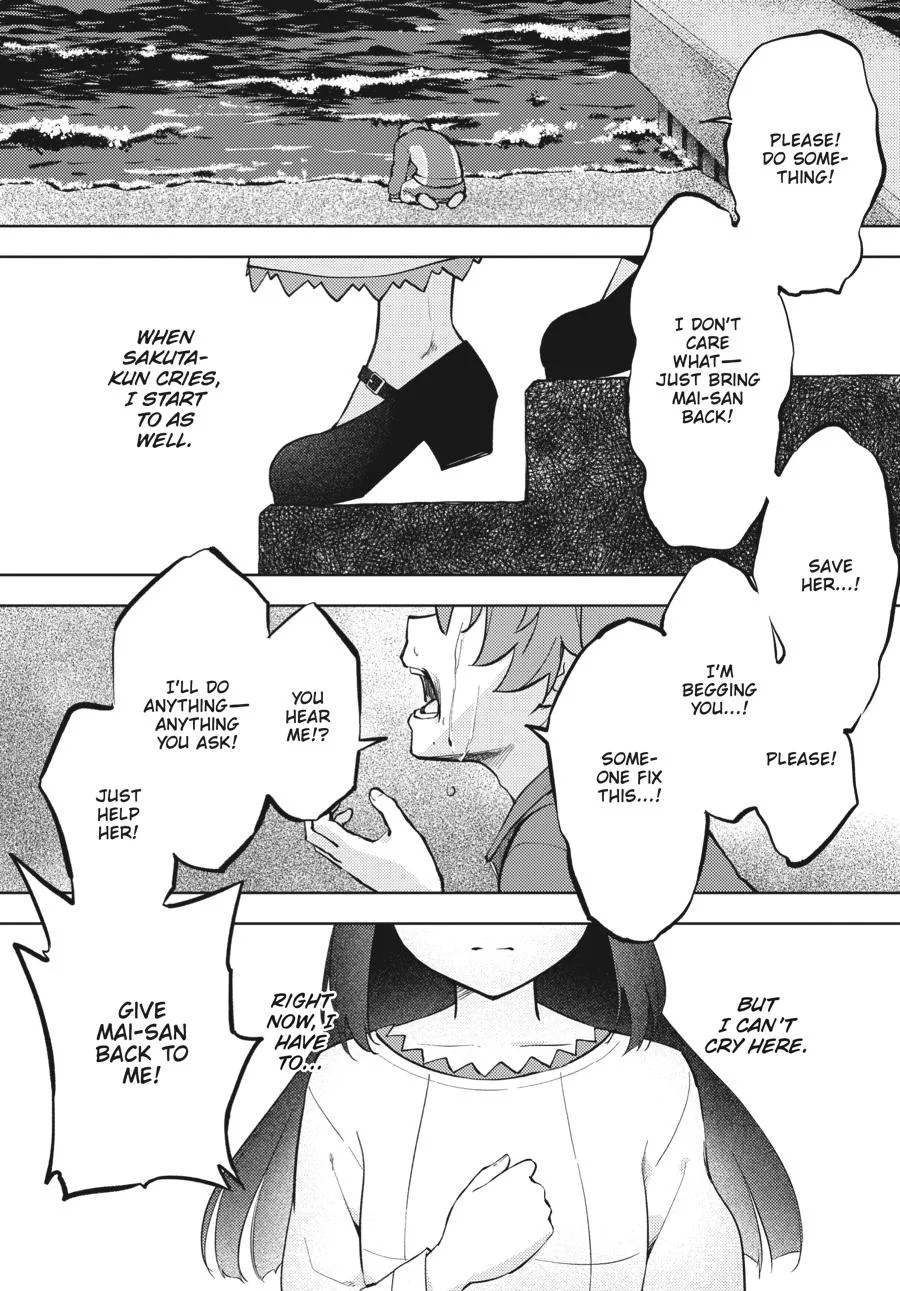 PLEASE!
DO SOME-
THING!
I DON'T
CARE
WHAT—
JUST BRING
MAI-SAN
BACK!
WHEN
SAKUTA-
KUN CRIES,
I START
TO AS
WELL.
SAVE
HER...!
I'M
BEGGING
YOU...!
PLEASE!
SOME-
ONE FIX
THIS...!
YOU
HEAR
ME!?
I'LL DO
ANYTHING—
ANYTHING
YOU ASK!
JUST
HELP
HER!
GIVE
MAI-SAN
BACK TO
ME!
BUT
I CAN'T
CRY HERE.
RIGHT
NOW, I
HAVE
TO...